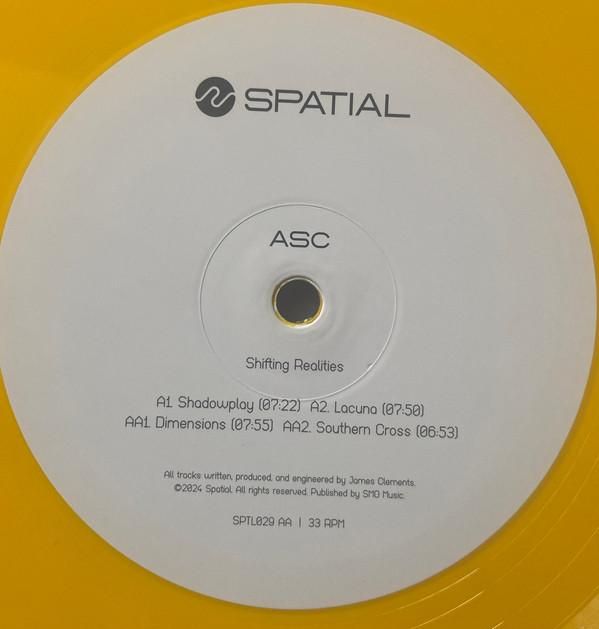 SPATIAL
ASC
Shifting Realities
A1. Shadowplay (07:22) A2. Lacuna (07:50)
AA1. Dimensions (07:55) AA2. Southern Cross (06:53)
All tracks written, produced, and engineered by James Clements.
©2024 Spatial. All rights reserved. Published by SMO Music.
SPTL029 AA | 33 RPM